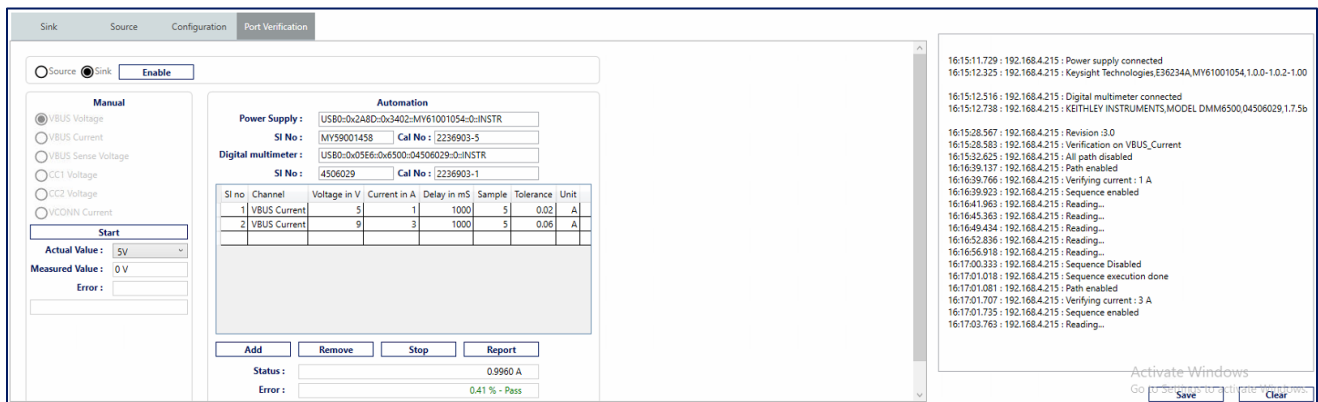 Sink Source Configuration Port Verification
Source Sink Enable
Manual
VBUS Voltage
VBUS Current
VBUS Sense Voltage
CC1 Voltage
CC2 Voltage
VCONN Current
Start
Actual Value : 5V
Measured Value : 0 V
Error :
Automation
Power Supply : USB0::0x2A8D::0x3402::MY61001054::0::INSTR
Sl No : MY59001458 Cal No : 2236903-5
Digital multimeter : USB0::0x05E6::0x6500::04506029::0::INSTR
Sl No : 4506029 Cal No : 2236903-1
Sl no Channel Voltage in V Current in A Delay in mS Sample Tolerance Unit
1 VBUS Current 5 1 1000 5 0.02 A
2 VBUS Current 9 3 1000 5 0.06 A
Add Remove Stop Report
Status : 0.9960 A
Error : 0.41 % - Pass
16:15:11.729 : 192.168.4.215 : Power supply connected
16:15:12.325 : 192.168.4.215 : Keysight Technologies,E36234A,MY61001054,1.0.0-1.0.2-1.00
16:15:12.516 : 192.168.4.215 : Digital multimeter connected
16:15:12.738 : 192.168.4.215 : KEITHLEY INSTRUMENTS,MODEL DMM6500,04506029,1.7.5b
16:15:28.567 : 192.168.4.215 : Revision :3.0
16:15:28.583 : 192.168.4.215 : Verification on VBUS_Current
16:15:32.625 : 192.168.4.215 : All path disabled
16:16:39.137 : 192.168.4.215 : Path enabled
16:16:39.766 : 192.168.4.215 : Verifying current : 1 A
16:16:39.923 : 192.168.4.215 : Sequence enabled
16:16:41.963 : 192.168.4.215 : Reading...
16:16:45.363 : 192.168.4.215 : Reading...
16:16:49.434 : 192.168.4.215 : Reading...
16:16:52.836 : 192.168.4.215 : Reading...
16:16:56.918 : 192.168.4.215 : Reading...
16:17:00.333 : 192.168.4.215 : Sequence Disabled
16:17:01.018 : 192.168.4.215 : Sequence execution done
16:17:01.081 : 192.168.4.215 : Path enabled
16:17:01.707 : 192.168.4.215 : Verifying current : 3 A
16:17:01.735 : 192.168.4.215 : Sequence enabled
16:17:03.763 : 192.168.4.215 : Reading...
Activate Windows
Go to Settings to activate Windows.
Save Clear